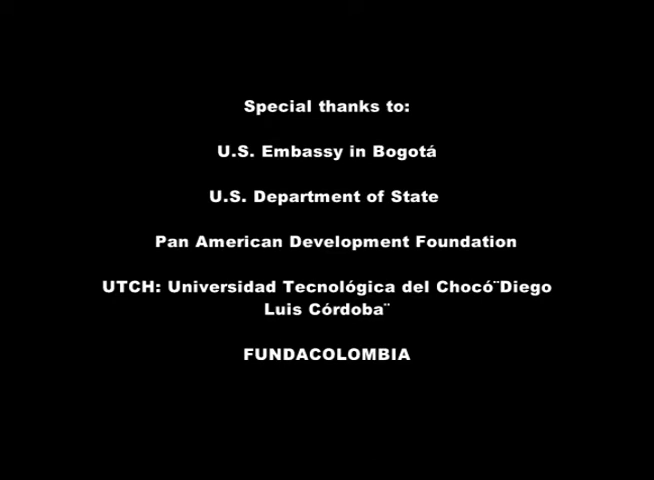 Special thanks to:
U.S. Embassy in Bogotá
U.S. Department of State
Pan American Development Foundation
UTCH: Universidad Tecnológica del Chocó¨Diego
Luis Córdoba¨
FUNDACOLOMBIA